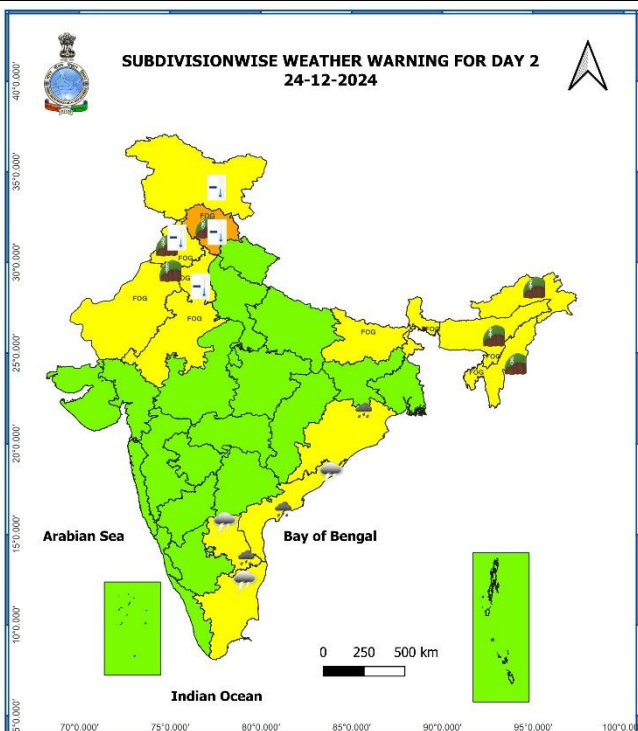 SUBDIVISIONWISE WEATHER WARNING FOR DAY 2
24-12-2024
40°0.000'
35°0.000'
30°0.000'
25°0.000'
20°0.000'
15°0.000'
10°0.000'
5°0.000'
FOG
FOG
FOG
FOG
FOG
FOG
FOG
FOG
FOG
Arabian Sea
Bay of Bengal
0 250 500 km
Indian Ocean
70°0.000' 75°0.000' 80°0.000' 85°0.000' 90°0.000' 95°0.000' 100°0.0